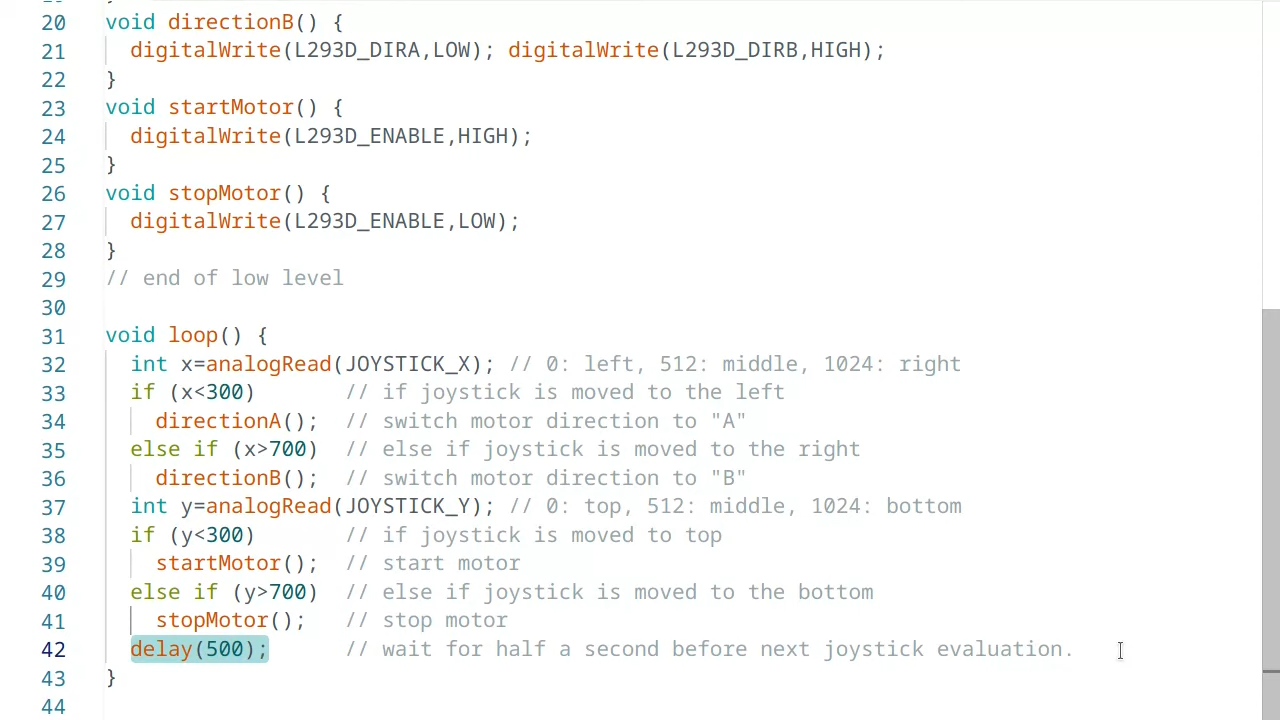 20 void directionB() {
21 digitalWrite(L293D_DIRA,LOW); digitalWrite(L293D_DIRB,HIGH);
22 }
23 void startMotor() {
24 digitalWrite(L293D_ENABLE,HIGH);
25 }
26 void stopMotor() {
27 digitalWrite(L293D_ENABLE,LOW);
28 }
29 // end of low level
30
31 void loop() {
32 int x=analogRead(JOYSTICK_X); // 0: left, 512: middle, 1024: right
33 if (x<300) // if joystick is moved to the left
34 directionA(); // switch motor direction to "A"
35 else if (x>700) // else if joystick is moved to the right
36 directionB(); // switch motor direction to "B"
37 int y=analogRead(JOYSTICK_Y); // 0: top, 512: middle, 1024: bottom
38 if (y<300) // if joystick is moved to top
39 startMotor(); // start motor
40 else if (y>700) // else if joystick is moved to the bottom
41 stopMotor(); // stop motor
42 delay(500); // wait for half a second before next joystick evaluation.
43 }
44